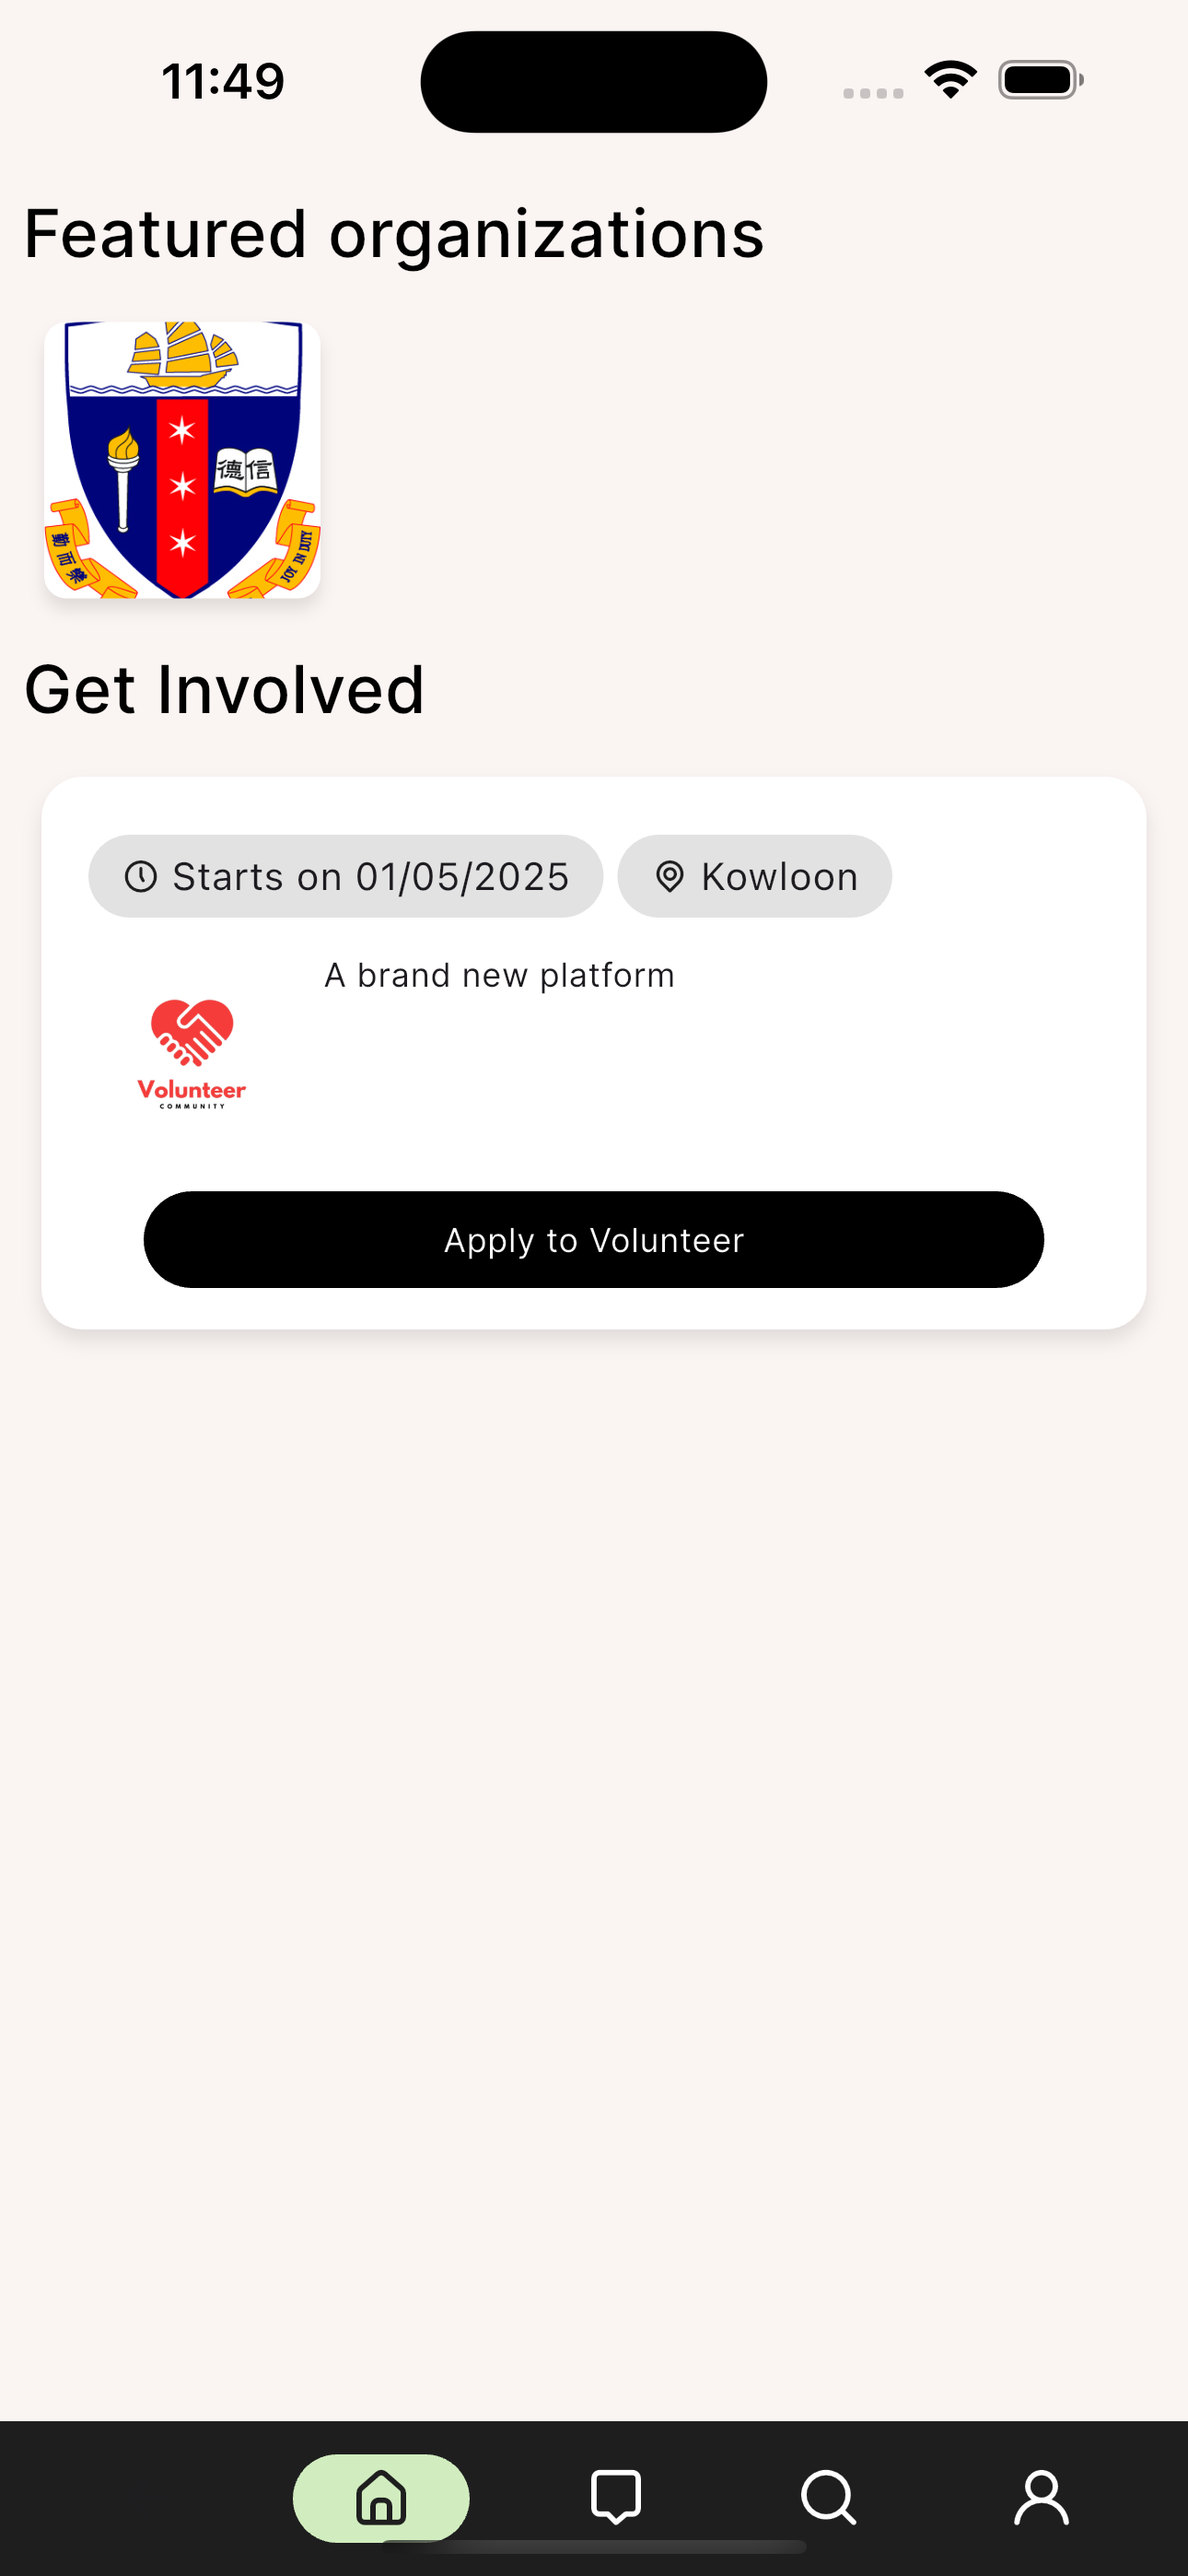 11:49
Featured organizations
德信
勤而樂
JOY IN DUTY
Get Involved
Starts on 01/05/2025
Kowloon
A brand new platform
Volunteer
COMMUNITY
Apply to Volunteer